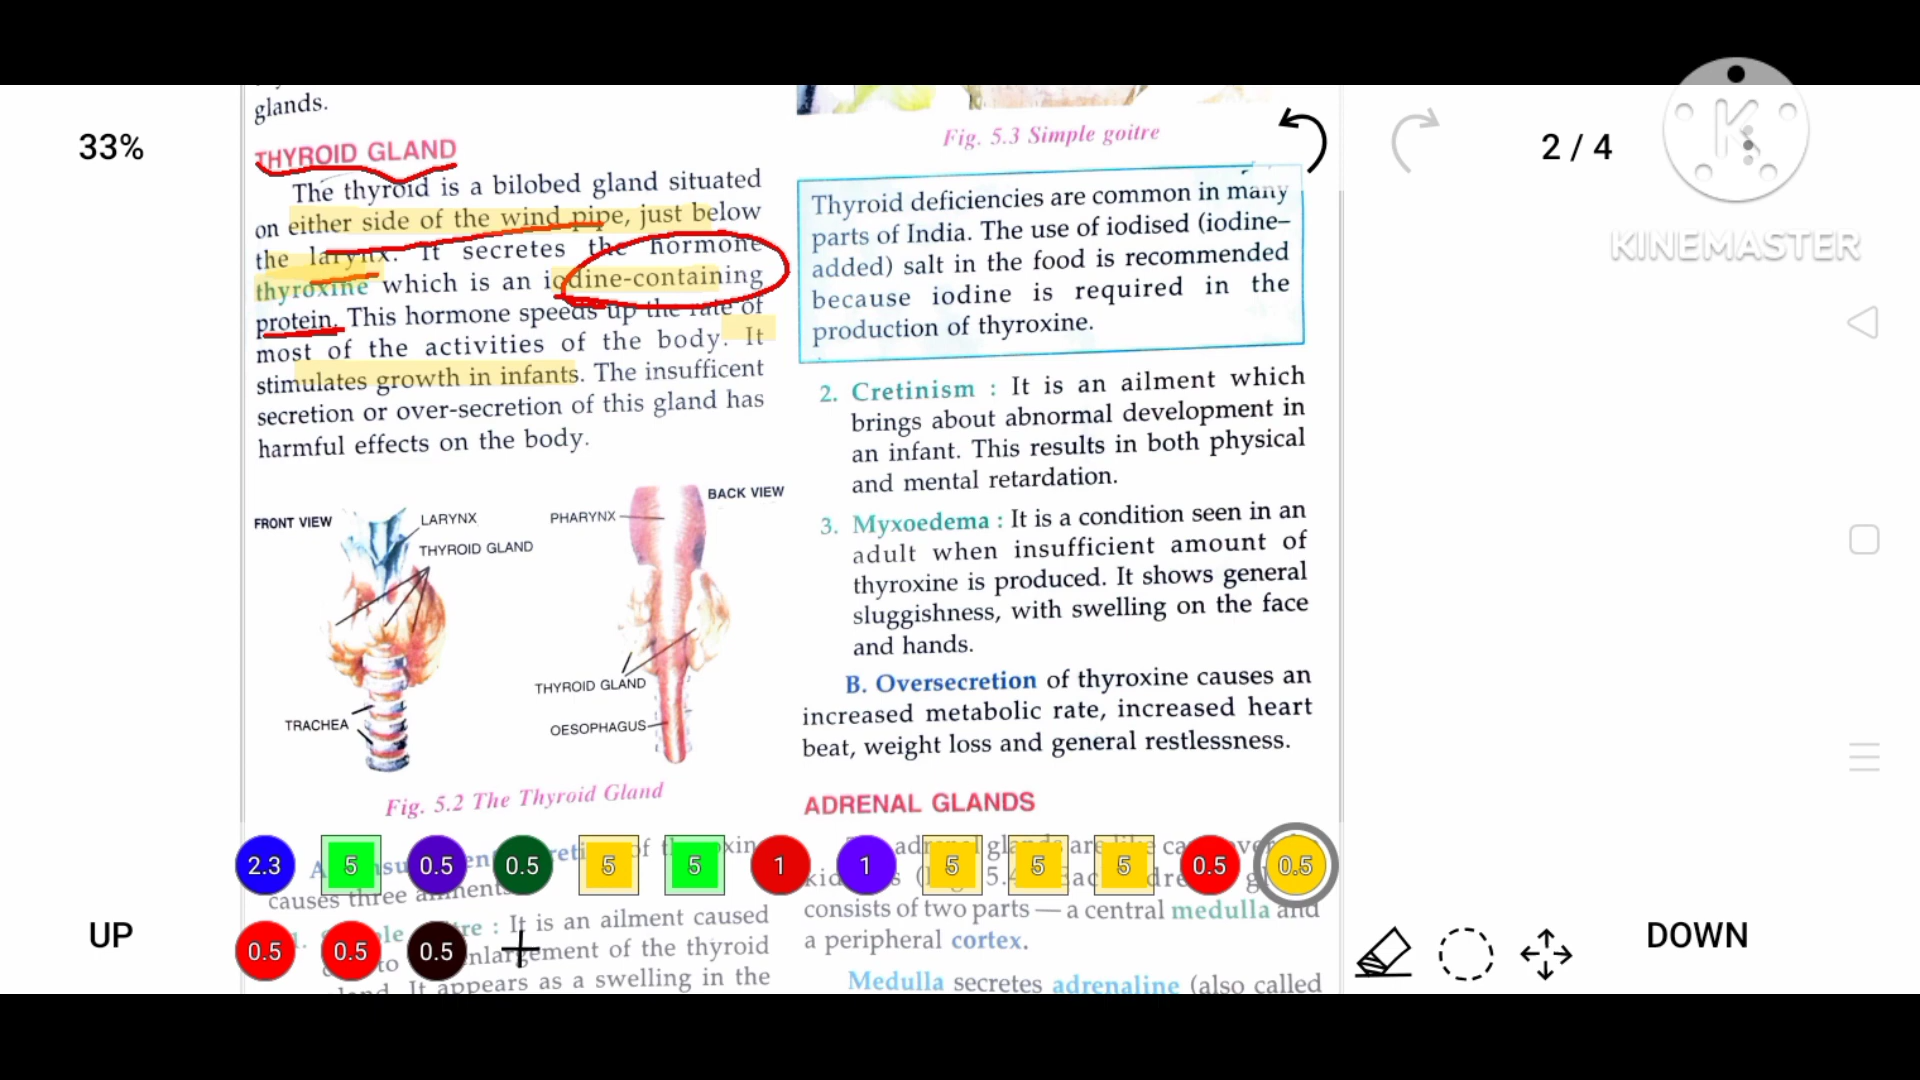 glands.
THYROID GLAND
The thyroid is a bilobed gland situated
on either side of the wind pipe, just below
the larynx. It secretes the hormone
thyroxine which is an iodine-containing
protein. This hormone speeds up the rate of
most of the activities of the body. It
stimulates growth in infants. The insufficent
secretion or over-secretion of this gland has
harmful effects on the body.
FRONT VIEW
LARYNX
THYROID GLAND
TRACHEA
BACK VIEW
PHARYNX
THYROID GLAND
OESOPHAGUS
Fig. 5.2 The Thyroid Gland
causes three ailments
It is an ailment caused
enlargement of the thyroid
It appears as a swelling in the
Fig. 5.3 Simple goitre
Thyroid deficiencies are common in many
parts of India. The use of iodised (iodine–
added) salt in the food is recommended
because iodine is required in the
production of thyroxine.
2. Cretinism : It is an ailment which
brings about abnormal development in
an infant. This results in both physical
and mental retardation.
3. Myxoedema : It is a condition seen in an
adult when insufficient amount of
thyroxine is produced. It shows general
sluggishness, with swelling on the face
and hands.
B. Oversecretion of thyroxine causes an
increased metabolic rate, increased heart
beat, weight loss and general restlessness.
ADRENAL GLANDS
consists of two parts — a central medulla and
a peripheral cortex.
Medulla secretes adrenaline (also called
33%
2 / 4
KINEMASTER
UP
DOWN
2.3 5 0.5 0.5 5 5 1 1 5 5 5 0.5 0.5
0.5 0.5 0.5